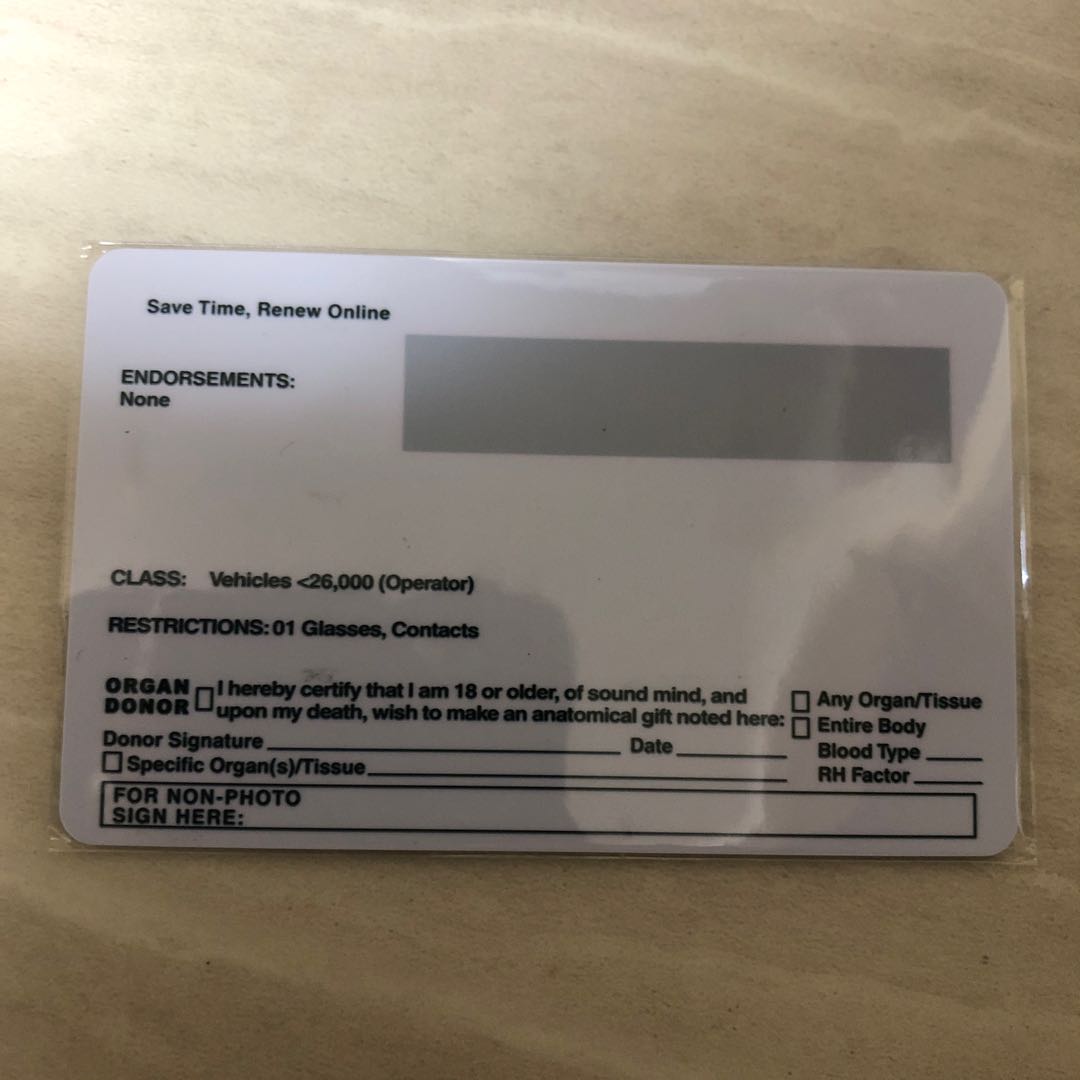 Save Time, Renew Online
ENDORSEMENTS:
None
CLASS: Vehicles <26,000 (Operator)
RESTRICTIONS: 01 Glasses, Contacts
ORGAN DONOR
I hereby certify that I am 18 or older, of sound mind, and
upon my death, wish to make an anatomical gift noted here:
Any Organ/Tissue
Entire Body
Donor Signature Date
Blood Type
Specific Organ(s)/Tissue
RH Factor
FOR NON-PHOTO
SIGN HERE: